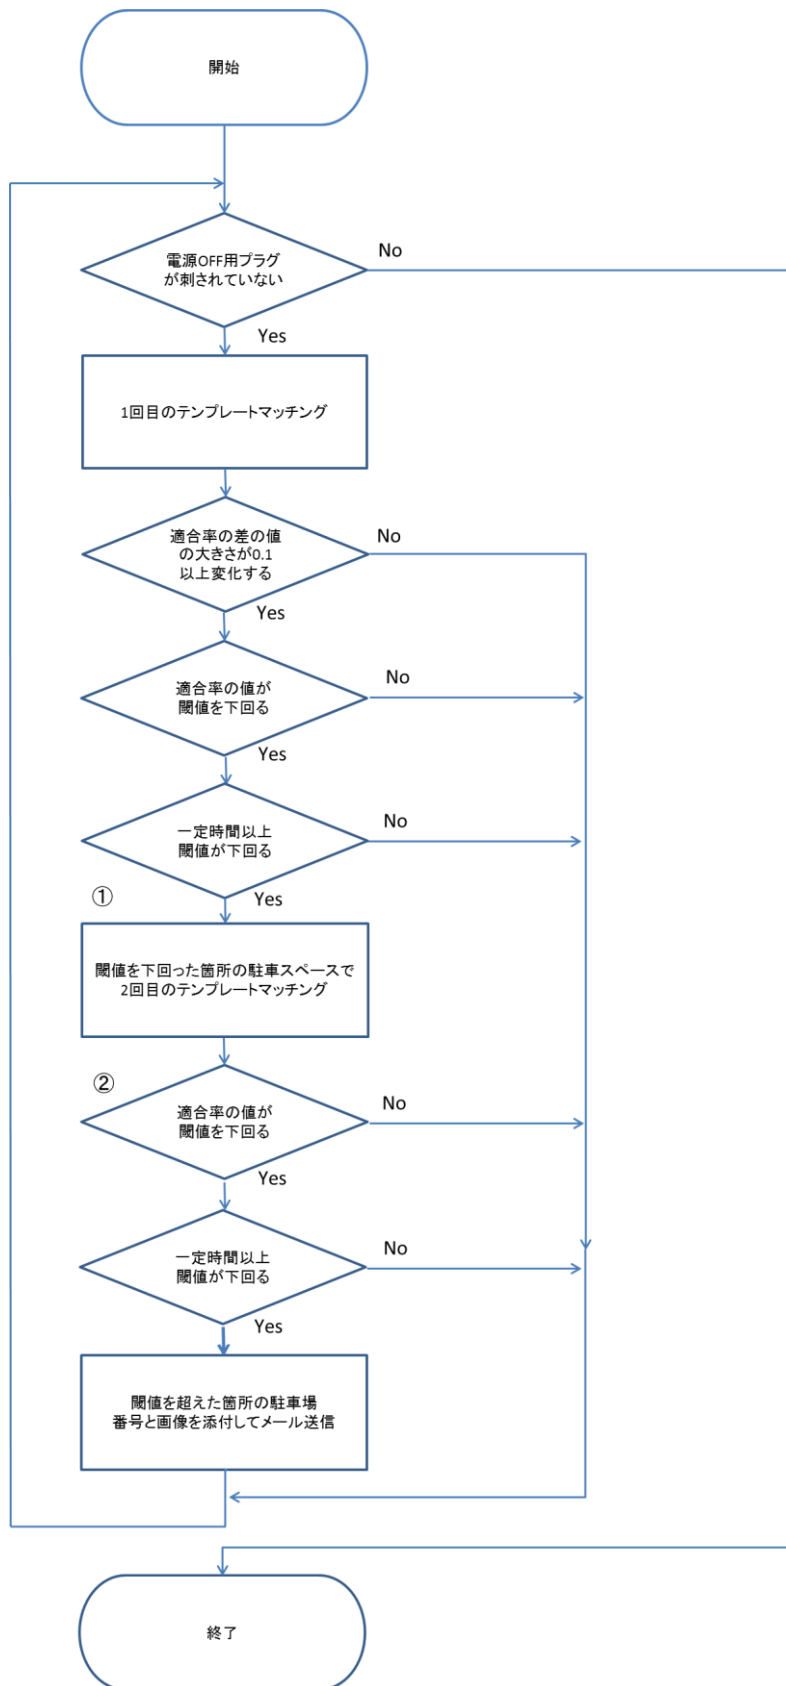 開始
電源OFF用プラグ
が刺されていない
No
Yes
1回目のテンプレートマッチング
適合率の差の値
の大きさが0.1
以上変化する
No
Yes
適合率の値が
閾値を下回る
No
Yes
一定時間以上
閾値が下回る
No
Yes
①
閾値を下回った箇所の駐車スペースで
2回目のテンプレートマッチング
②
適合率の値が
閾値を下回る
No
Yes
一定時間以上
閾値が下回る
No
Yes
閾値を超えた箇所の駐車場
番号と画像を添付してメール送信
終了